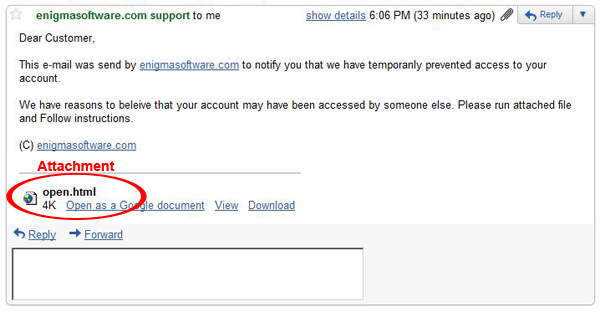 enigmasoftware.com support to me show details 6:06 PM (33 minutes ago) Reply
Dear Customer,
This e-mail was send by enigmasoftware.com to notify you that we have temporanly prevented access to your
account.
We have reasons to beleive that your account may have been accessed by someone else. Please run attached file
and Follow instructions.
(C) enigmasoftware.com
Attachment
open.html
4K Open as a Google document View Download
Reply Forward